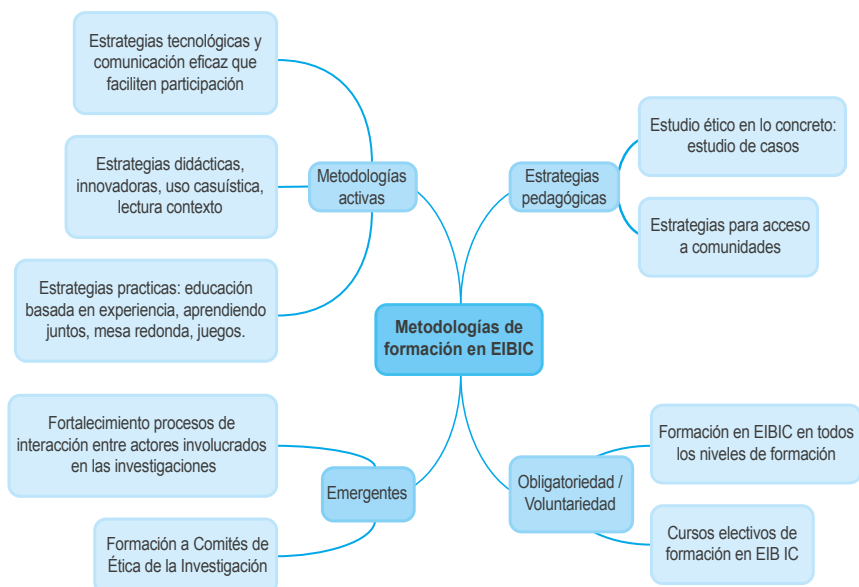 Estrategias tecnológicas y
comunicación eficaz que
faciliten participación
Estrategias didácticas,
innovadoras, uso casuística,
lectura contexto
Estrategias practicas: educación
basada en experiencia, aprendiendo
juntos, mesa redonda, juegos.
Metodologías
activas
Estrategias
pedagógicas
Estudio ético en lo concreto:
estudio de casos
Estrategias para acceso
a comunidades
Metodologías de
formación en EIBIC
Fortalecimiento procesos de
interacción entre actores involucrados
en las investigaciones
Formación a Comités de
Ética de la Investigación
Emergentes
Obligatoriedad /
Voluntariedad
Formación en EIBIC en todos
los niveles de formación
Cursos electivos de
formación en EIB IC